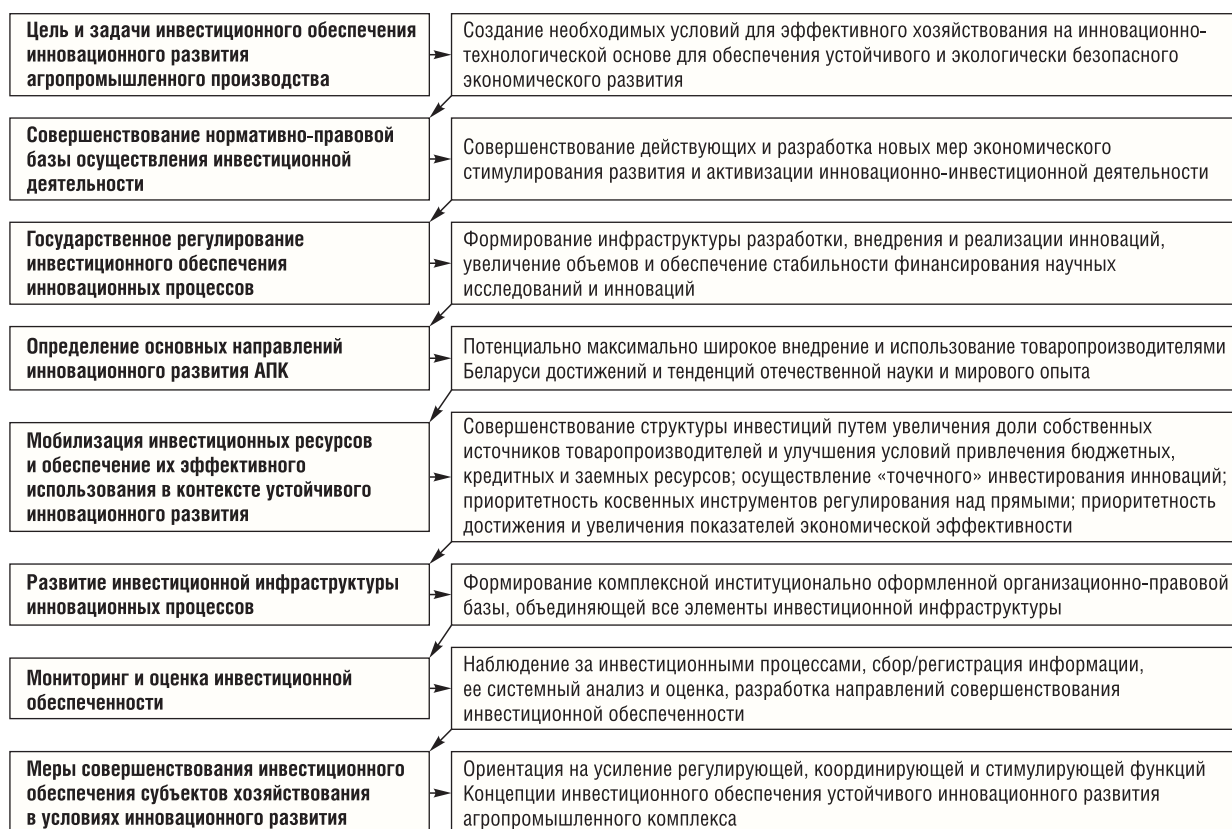 Цель и задачи инвестиционного обеспечения
инновационного развития
агропромышленного производства
Создание необходимых условий для эффективного хозяйствования на инновационно-
технологической основе для обеспечения устойчивого и экологически безопасного
экономического развития
Совершенствование нормативно-правовой
базы осуществления инвестиционной
деятельности
Совершенствование действующих и разработка новых мер экономического
стимулирования развития и активизации инновационно-инвестиционной деятельности
Государственное регулирование
инвестиционного обеспечения
инновационных процессов
Формирование инфраструктуры разработки, внедрения и реализации инноваций,
увеличение объемов и обеспечение стабильности финансирования научных
исследований и инноваций
Определение основных направлений
инновационного развития АПК
Потенциально максимально широкое внедрение и использование товаропроизводителями
Беларуси достижений и тенденций отечественной науки и мирового опыта
Мобилизация инвестиционных ресурсов
и обеспечение их эффективного
использования в контексте устойчивого
инновационного развития
Совершенствование структуры инвестиций путем увеличения доли собственных
источников товаропроизводителей и улучшения условий привлечения бюджетных,
кредитных и заемных ресурсов; осуществление «точечного» инвестирования инноваций;
приоритетность косвенных инструментов регулирования над прямыми; приоритетность
достижения и увеличения показателей экономической эффективности
Развитие инвестиционной инфраструктуры
инновационных процессов
Формирование комплексной институционально оформленной организационно-правовой
базы, объединяющей все элементы инвестиционной инфраструктуры
Мониторинг и оценка инвестиционной
обеспеченности
Наблюдение за инвестиционными процессами, сбор/регистрация информации,
ее системный анализ и оценка, разработка направлений совершенствования
инвестиционной обеспеченности
Меры совершенствования инвестиционного
обеспечения субъектов хозяйствования
в условиях инновационного развития
Ориентация на усиление регулирующей, координирующей и стимулирующей функций
Концепции инвестиционного обеспечения устойчивого инновационного развития
агропромышленного комплекса